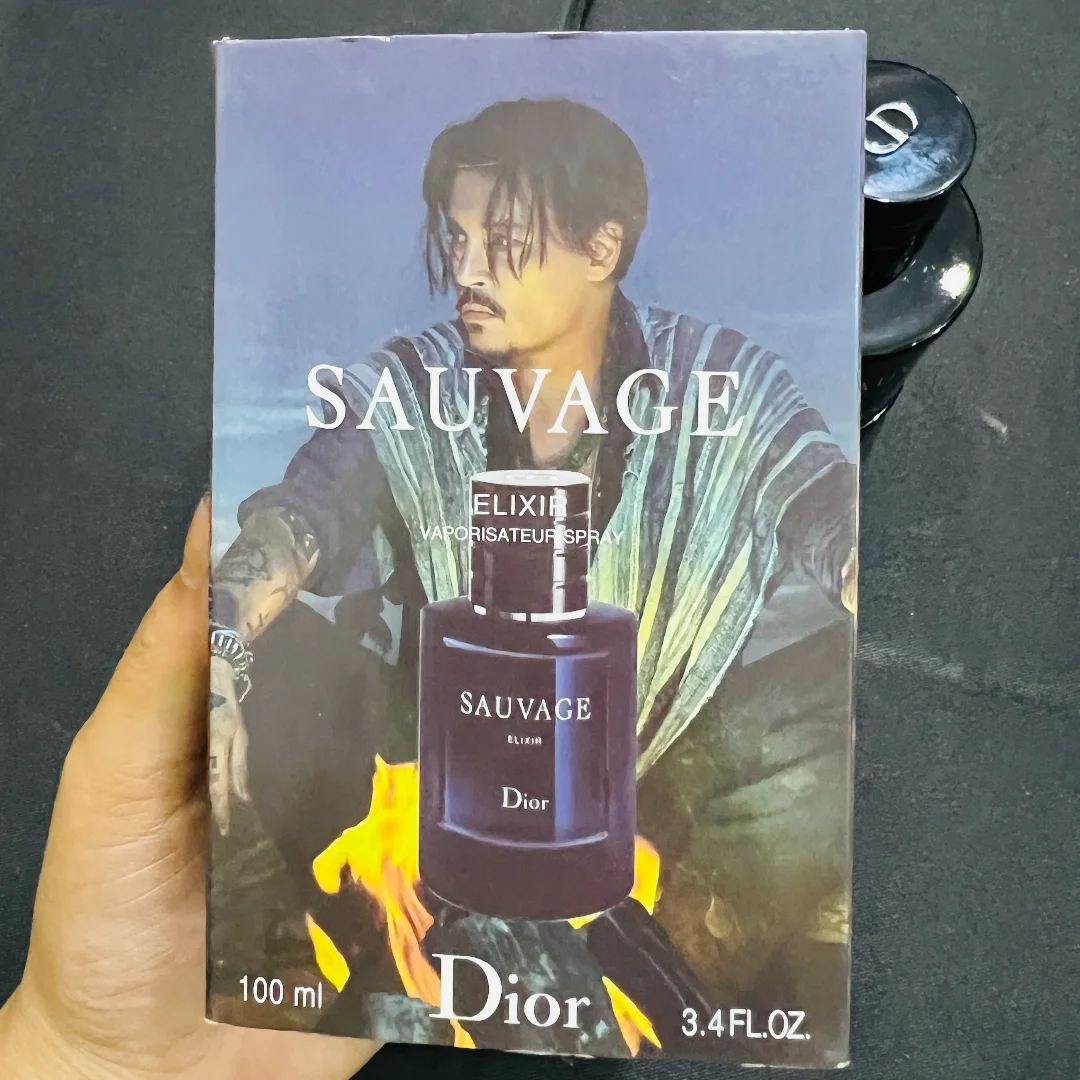 SAUVAGE
ELIXIR
VAPORISATEUR SPRAY
SAUVAGE
ELIXIR
Dior
100 ml
Dior
3.4 FL.OZ.